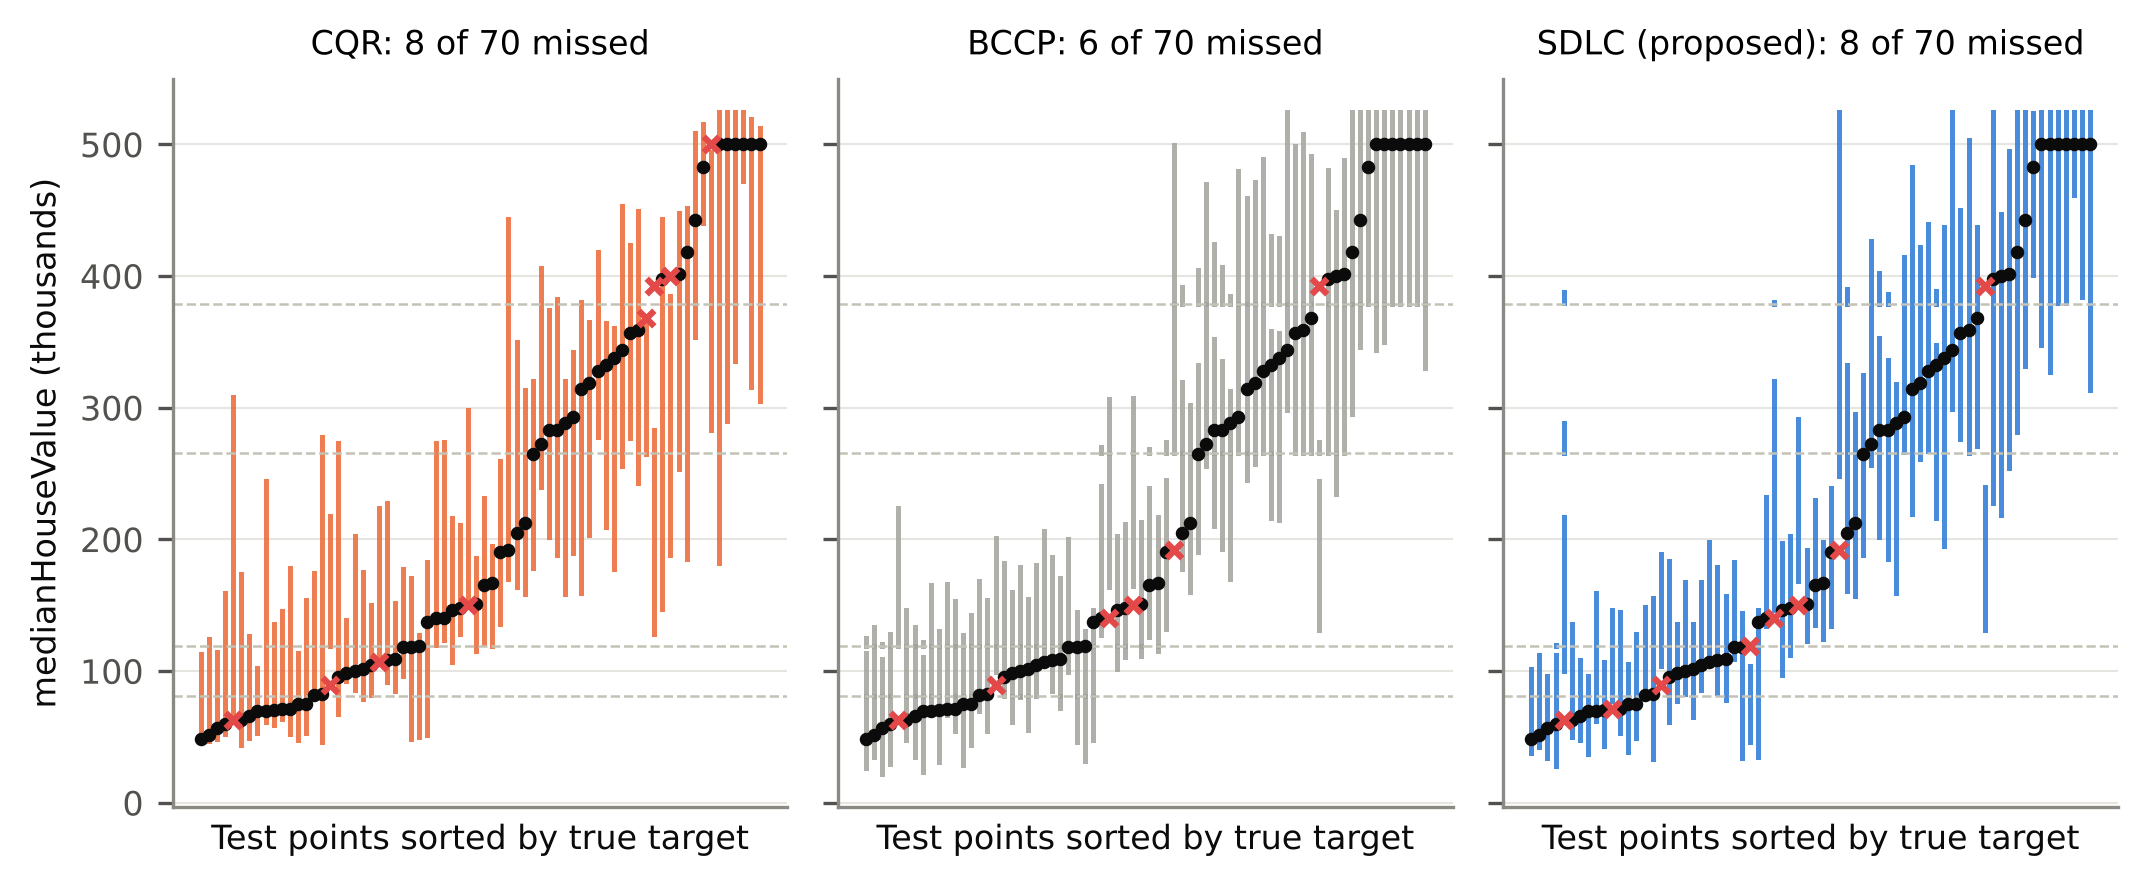 CQR: 8 of 70 missed
BCCP: 6 of 70 missed
SDLC (proposed): 8 of 70 missed
medianHouseValue (thousands)
500
400
300
200
100
0
Test points sorted by true target
Test points sorted by true target
Test points sorted by true target